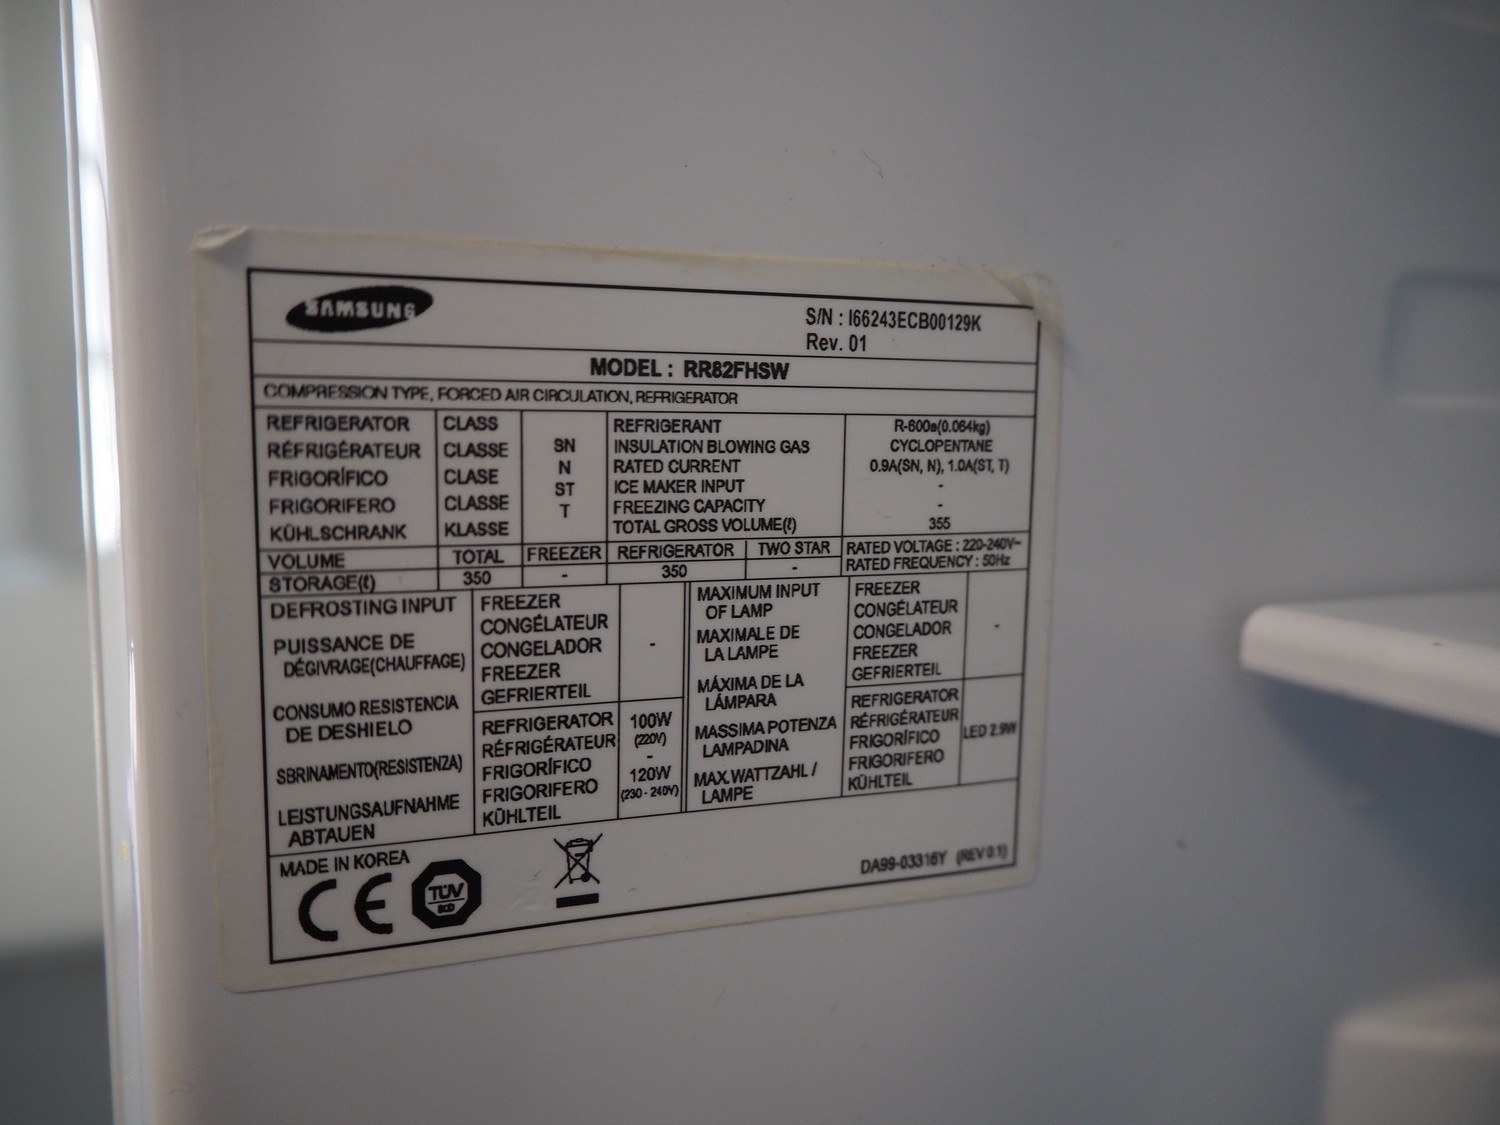 SAMSUNG
S/N : I66243ECB00129K
Rev. 01
MODEL : RR82FHSW
COMPRESSION TYPE, FORCED AIR CIRCULATION, REFRIGERATOR
REFRIGERATOR CLASS
RÉFRIGÉRATEUR CLASSE
FRIGORÍFICO CLASE
FRIGORIFERO CLASSE
KÜHLSCHRANK KLASSE
SN
N
ST
T
REFRIGERANT R-600a(0.064kg)
INSULATION BLOWING GAS CYCLOPENTANE
RATED CURRENT 0.9A(SN, N), 1.0A(ST, T)
ICE MAKER INPUT -
FREEZING CAPACITY -
TOTAL GROSS VOLUME(ℓ) 355
VOLUME TOTAL FREEZER REFRIGERATOR TWO STAR
STORAGE(ℓ) 350 - 350 -
RATED VOLTAGE : 220-240V~
RATED FREQUENCY : 50Hz
DEFROSTING INPUT
PUISSANCE DE
DÉGIVRAGE(CHAUFFAGE)
CONSUMO RESISTENCIA
DE DESHIELO
SBRINAMENTO(RESISTENZA)
LEISTUNGSAUFNAHME
ABTAUEN
FREEZER
CONGÉLATEUR
CONGELADOR
FREEZER
GEFRIERTEIL
-
REFRIGERATOR
RÉFRIGÉRATEUR
FRIGORÍFICO
FRIGORIFERO
KÜHLTEIL
100W
(220V)
-
120W
(230 - 240V)
MAXIMUM INPUT
OF LAMP
MAXIMALE DE
LA LAMPE
MÁXIMA DE LA
LÁMPARA
MASSIMA POTENZA
LAMPADINA
MAX.WATTZAHL /
LAMPE
FREEZER
CONGÉLATEUR
CONGELADOR
FREEZER
GEFRIERTEIL
-
REFRIGERATOR
RÉFRIGÉRATEUR
FRIGORÍFICO
FRIGORIFERO
KÜHLTEIL
LED 2.9W
MADE IN KOREA
CE
TÜV
SÜD
DA99-03316Y (REV 0.1)